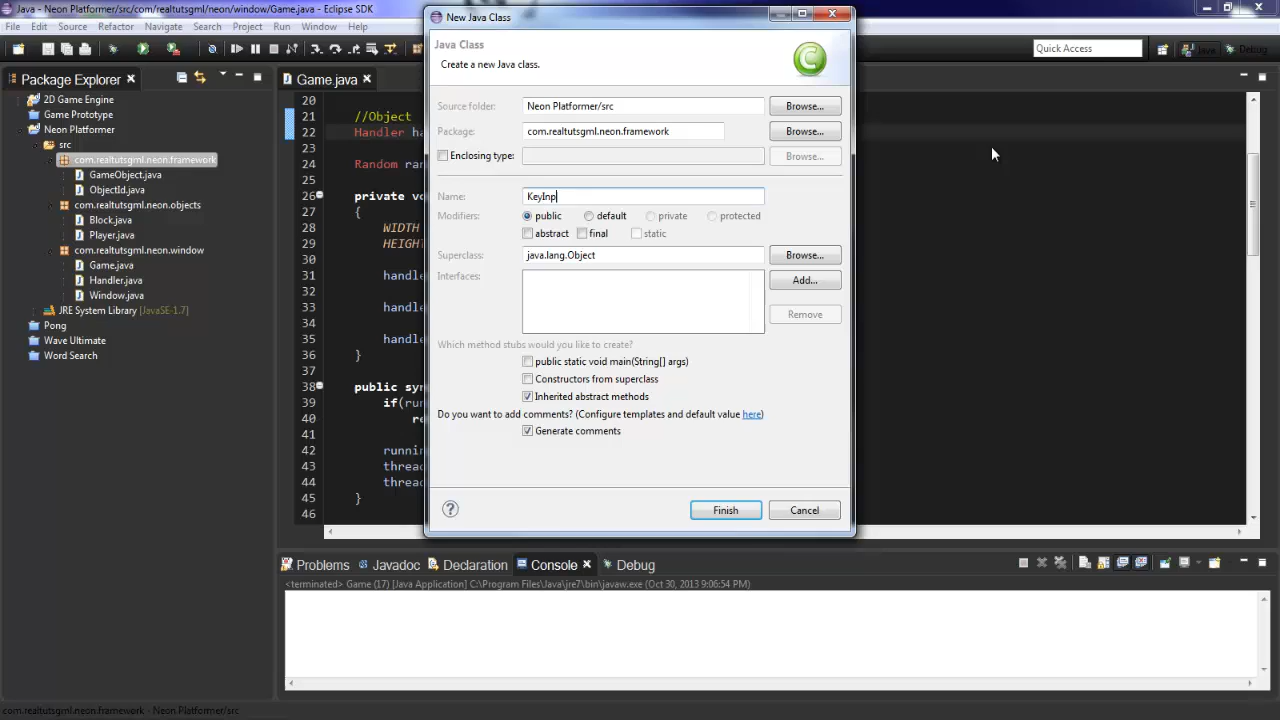 Java - Neon Platformer/src/com/realtutsgml/neon/window/Game.java - Eclipse SDK
File Edit Source Refactor Navigate Search Project Run Window Help
Quick Access
Java
Debug
Package Explorer
2D Game Engine
Game Prototype
Neon Platformer
src
com.realtutsgml.neon.framework
GameObject.java
ObjectId.java
com.realtutsgml.neon.objects
Block.java
Player.java
com.realtutsgml.neon.window
Game.java
Handler.java
Window.java
JRE System Library [JavaSE-1.7]
Pong
Wave Ultimate
Word Search
Game.java
20
21 //Object
22 Handler ha
23
24 Random ran
25
26 private vo
27 {
28 WIDTH
29 HEIG
30
31 handle
32
33 handle
34
35 handle
36 }
37
38 public syn
39 if(run
40 re
41
42 runnin
43 thread
44 thread
45 }
46
New Java Class
Java Class
Create a new Java class.
C
Source folder: Neon Platformer/src Browse...
Package: com.realtutsgml.neon.framework Browse...
Enclosing type: Browse...
Name: KeyInp
Modifiers: public default private protected
abstract final static
Superclass: java.lang.Object Browse...
Interfaces: Add...
Remove
Which method stubs would you like to create?
public static void main(String[] args)
Constructors from superclass
Inherited abstract methods
Do you want to add comments? (Configure templates and default value here)
Generate comments
? Finish Cancel
Problems Javadoc Declaration Console Debug
<terminated> Game (17) [Java Application] C:\Program Files\Java\jre7\bin\javaw.exe (Oct 30, 2013 9:06:54 PM)
com.realtutsgml.neon.framework - Neon Platformer/src